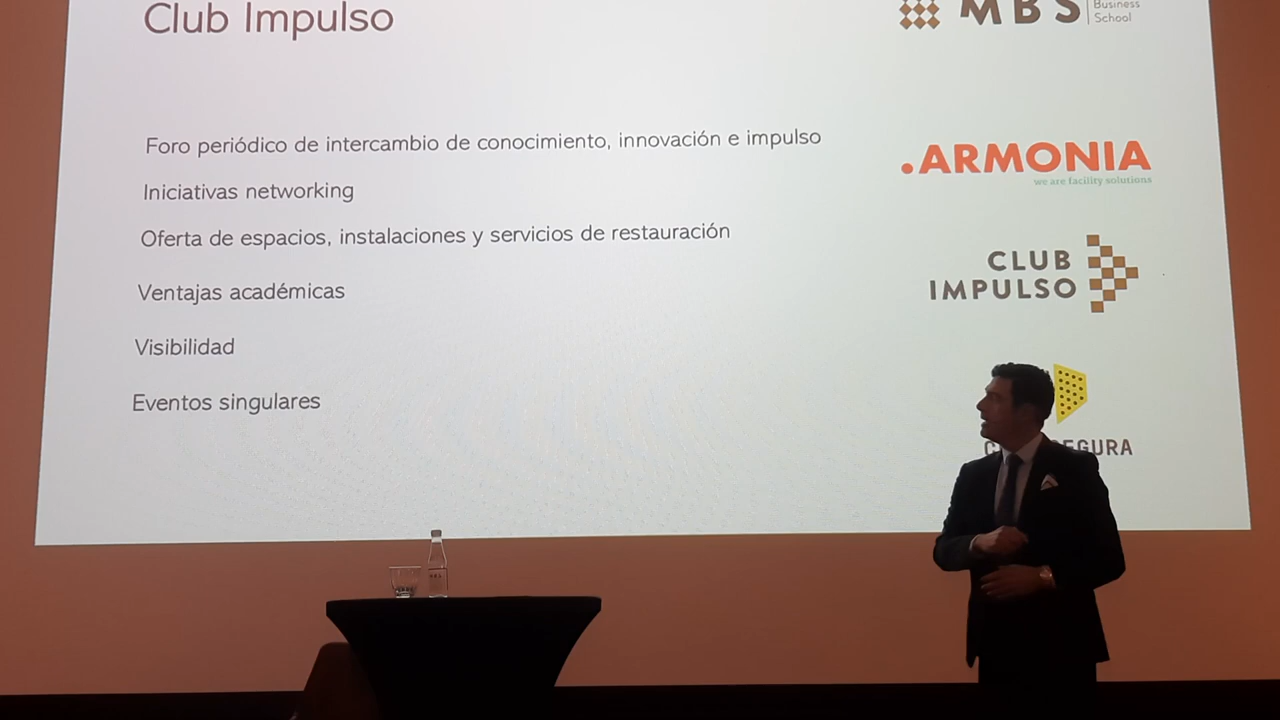 Club Impulso
MBS
Business
School
Foro periódico de intercambio de conocimiento, innovación e impulso
Iniciativas networking
Oferta de espacios, instalaciones y servicios de restauración
Ventajas académicas
Visibilidad
Eventos singulares
.ARMONIA
we are facility solutions
CLUB
IMPULSO